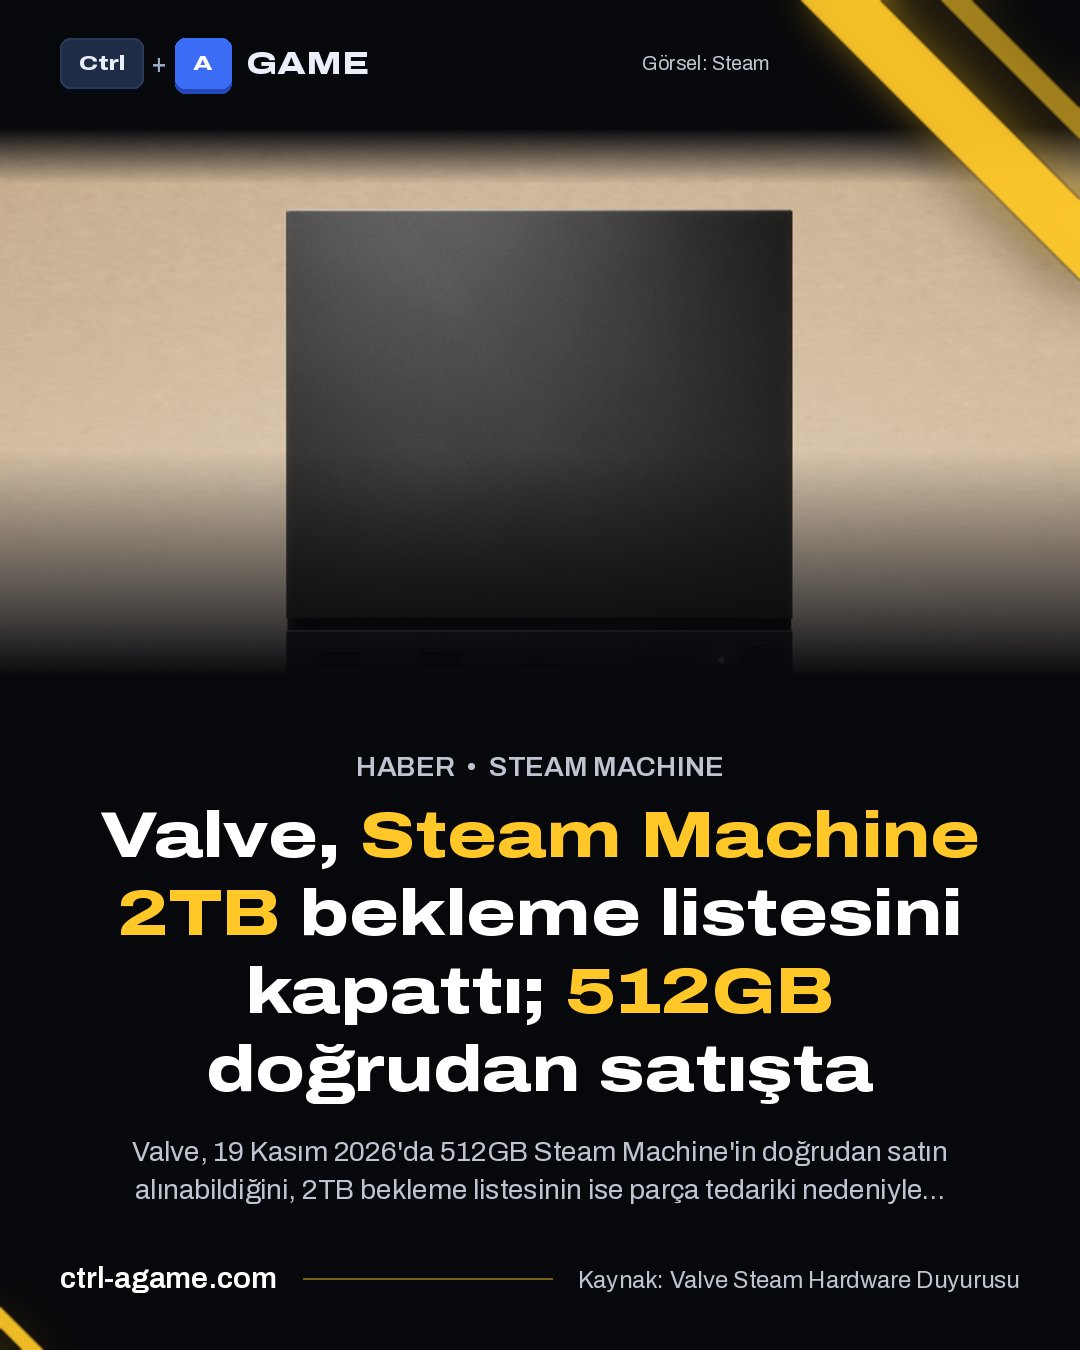 Ctrl + A GAME
Görsel: Steam
HABER • STEAM MACHINE
Valve, Steam Machine
2TB bekleme listesini
kapattı; 512GB
doğrudan satışta
Valve, 19 Kasım 2026'da 512GB Steam Machine'in doğrudan satın
alınabildiğini, 2TB bekleme listesinin ise parça tedariki nedeniyle...
ctrl-agame.com
Kaynak: Valve Steam Hardware Duyurusu